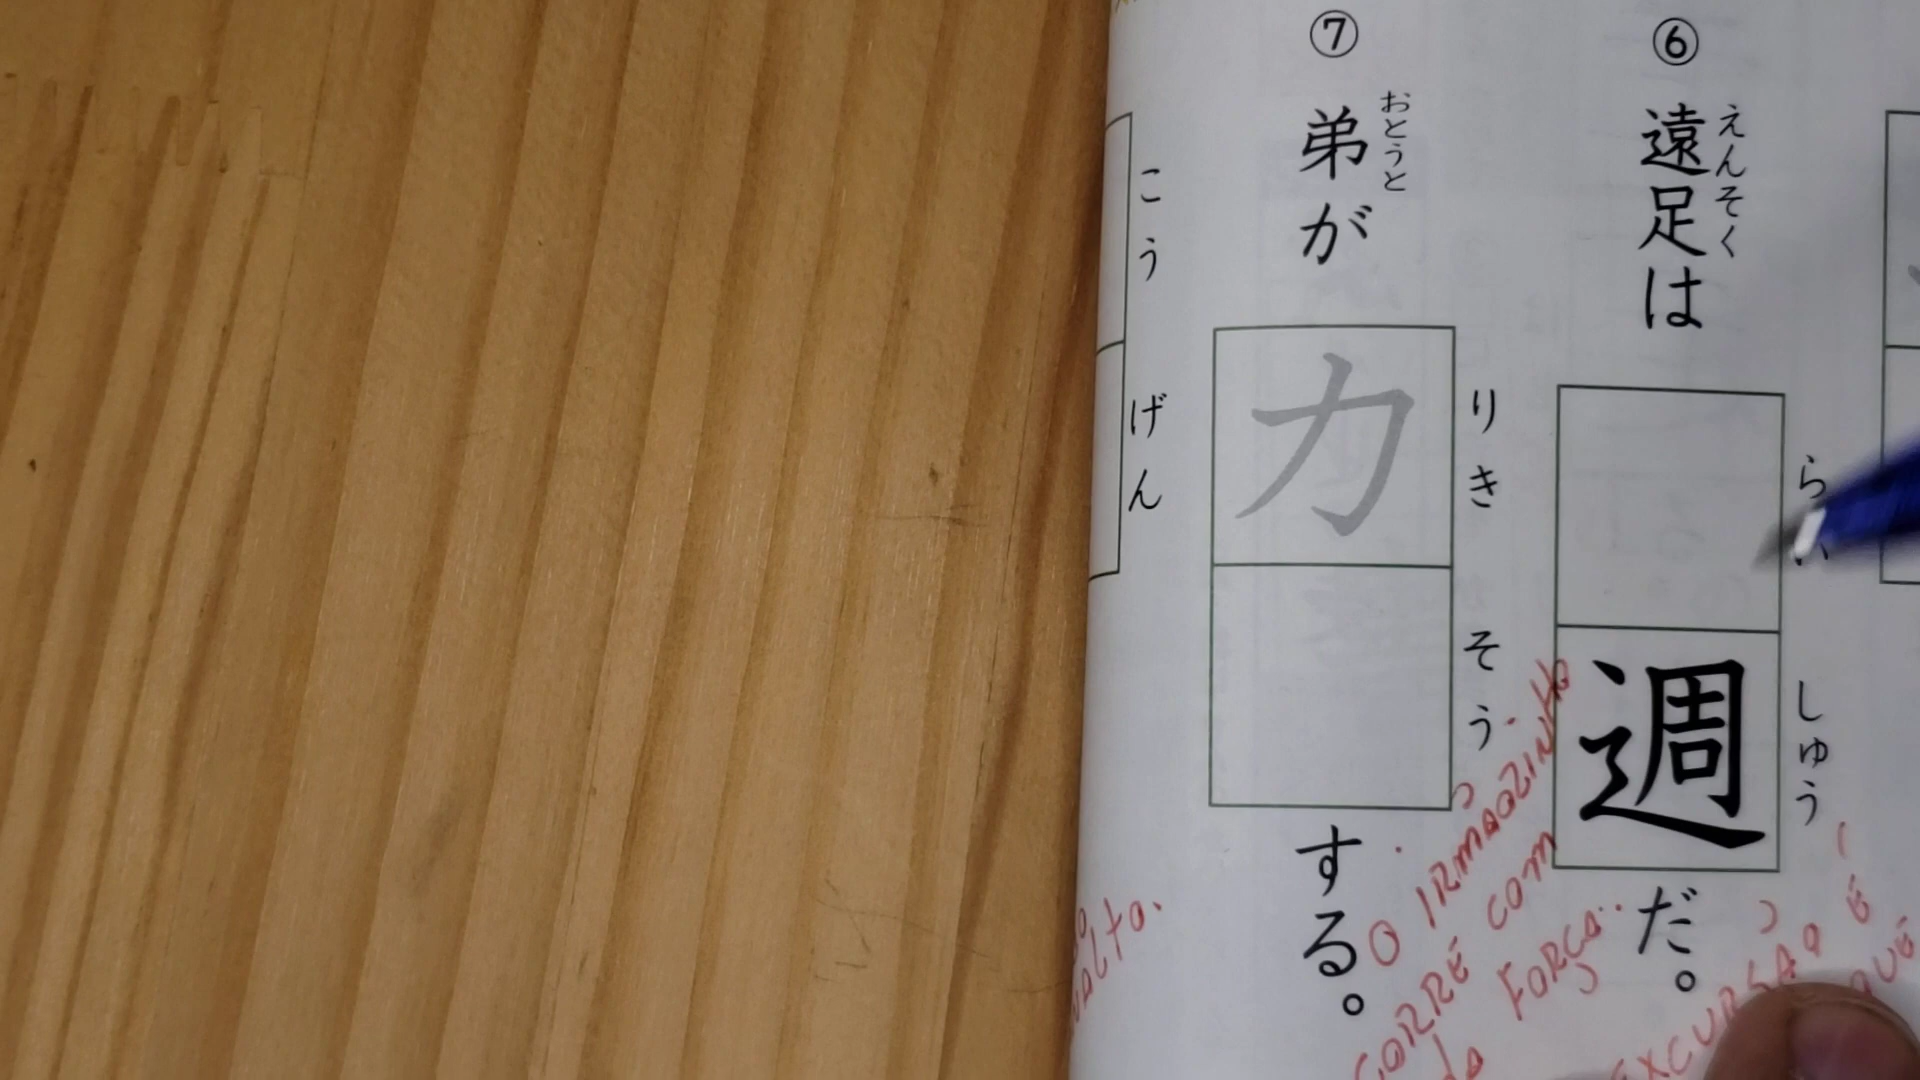 ⑥
遠足は
えんそく
らい
週
しゅう
だ。
⑦
弟が
おとうと
力
りき
そう
する。
こう
げん
O IRMÃOZINHO
CORRE COM
FORÇA.
EXCURSÃO É